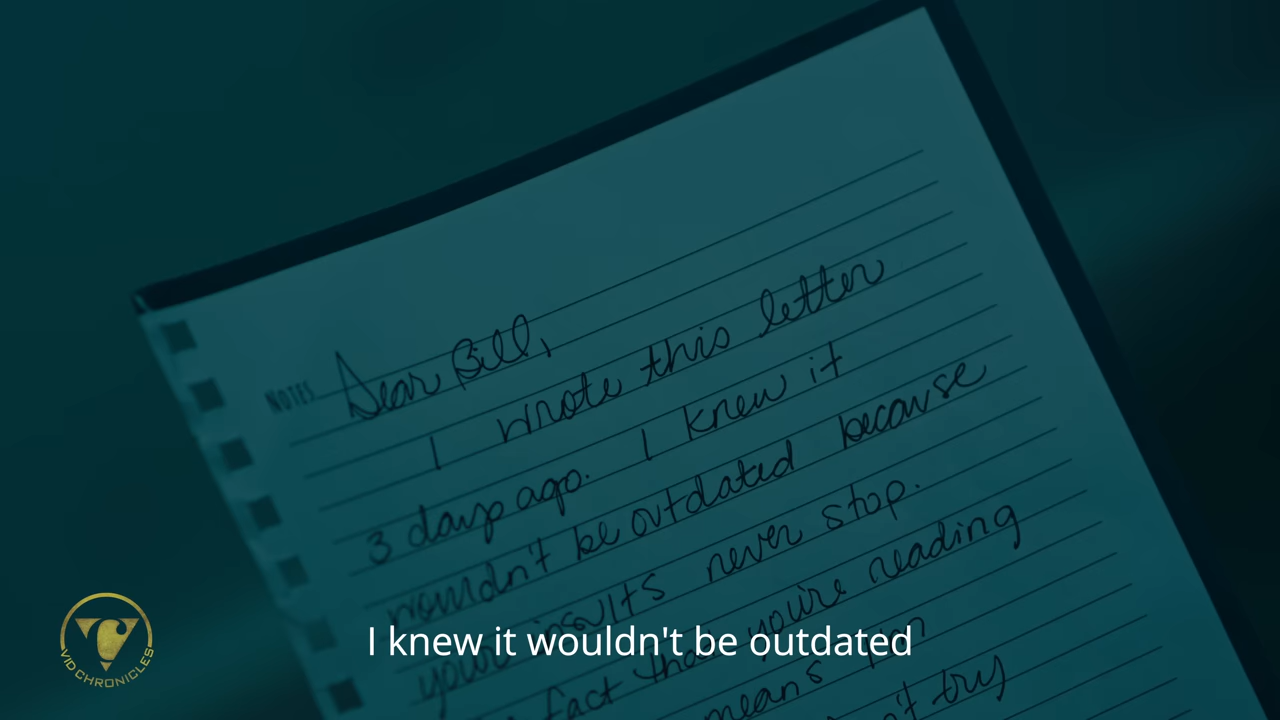 NOTES Dear Bill,
I wrote this letter
3 days ago. I knew it
wouldn't be outdated because
your insults never stop.
fact that you're reading
means I'm
n't try
I knew it wouldn't be outdated
VID CHRONICLES